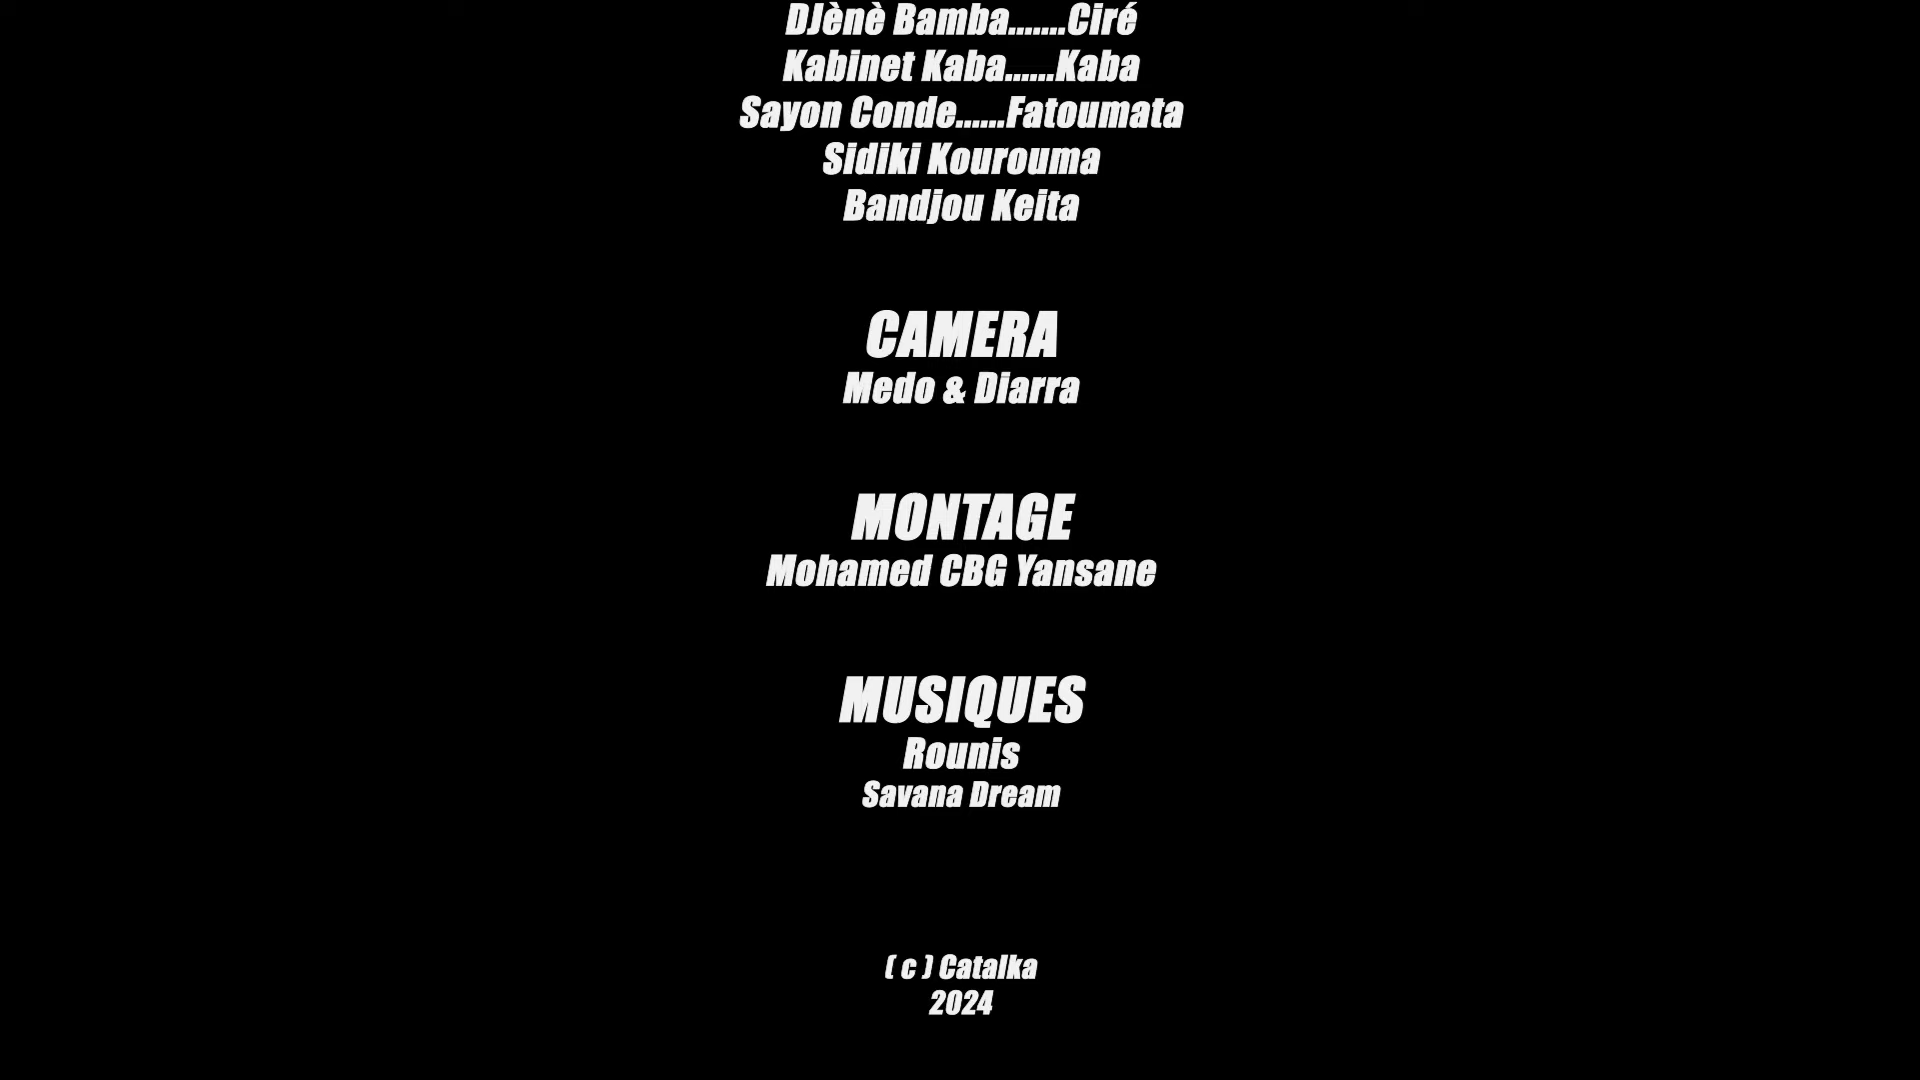 DJènè Bamba.......Ciré
Kabinet Kaba......Kaba
Sayon Conde......Fatoumata
Sidiki Kourouma
Bandjou Keita
CAMERA
Medo & Diarra
MONTAGE
Mohamed CBG Yansane
MUSIQUES
Rounis
Savana Dream
( c ) Catalka
2024